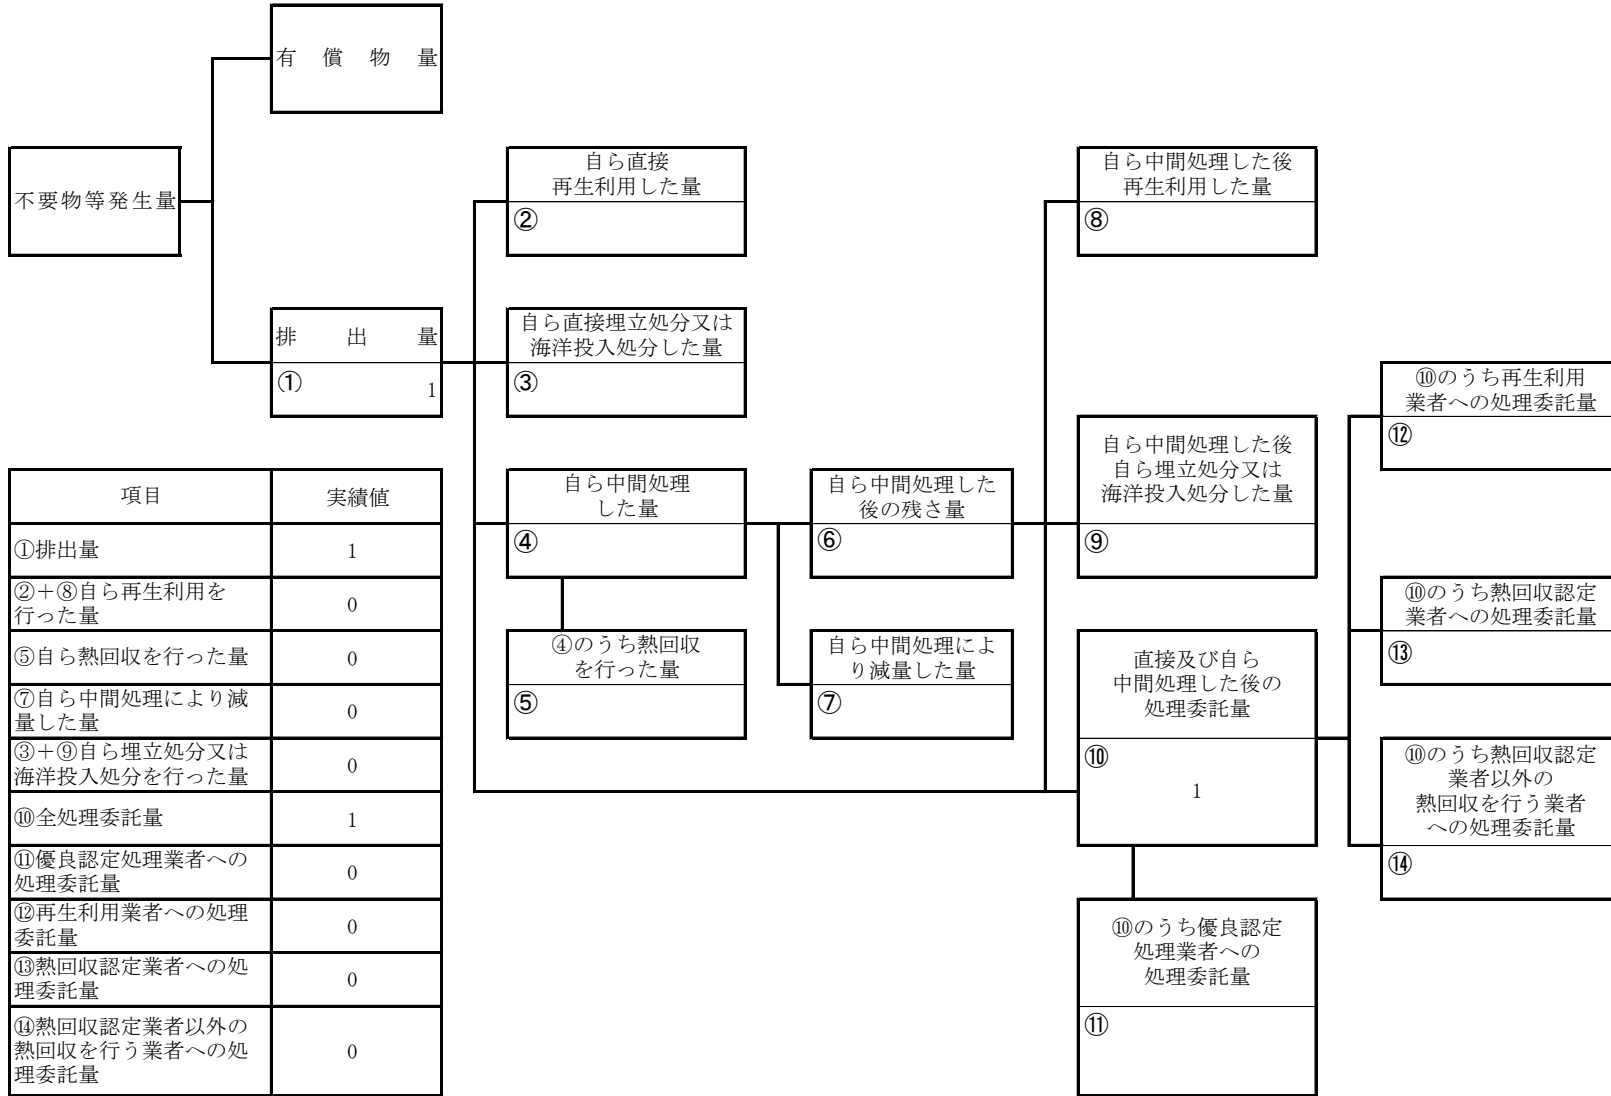 有償物量
不要物等発生量
排出量
①
1
自ら直接
再生利用した量
②
自ら直接埋立処分又は
海洋投入処分した量
③
自ら中間処理
した量
④
④のうち熱回収
を行った量
⑤
自ら中間処理した
後の残さ量
⑥
自ら中間処理によ
り減量した量
⑦
自ら中間処理した後
再生利用した量
⑧
自ら中間処理した後
自ら埋立処分又は
海洋投入処分した量
⑨
直接及び自ら
中間処理した後の
処理委託量
⑩
1
⑩のうち優良認定
処理業者への
処理委託量
⑪
⑩のうち再生利用
業者への処理委託量
⑫
⑩のうち熱回収認定
業者への処理委託量
⑬
⑩のうち熱回収認定
業者以外の
熱回収を行う業者
への処理委託量
⑭
項目 実績値
①排出量 1
②+⑧自ら再生利用を
行った量 0
⑤自ら熱回収を行った量 0
⑦自ら中間処理により減
量した量 0
③+⑨自ら埋立処分又は
海洋投入処分を行った量 0
⑩全処理委託量 1
⑪優良認定処理業者への
処理委託量 0
⑫再生利用業者への処理
委託量 0
⑬熱回収認定業者への処
理委託量 0
⑭熱回収認定業者以外の
熱回収を行う業者への処
理委託量 0